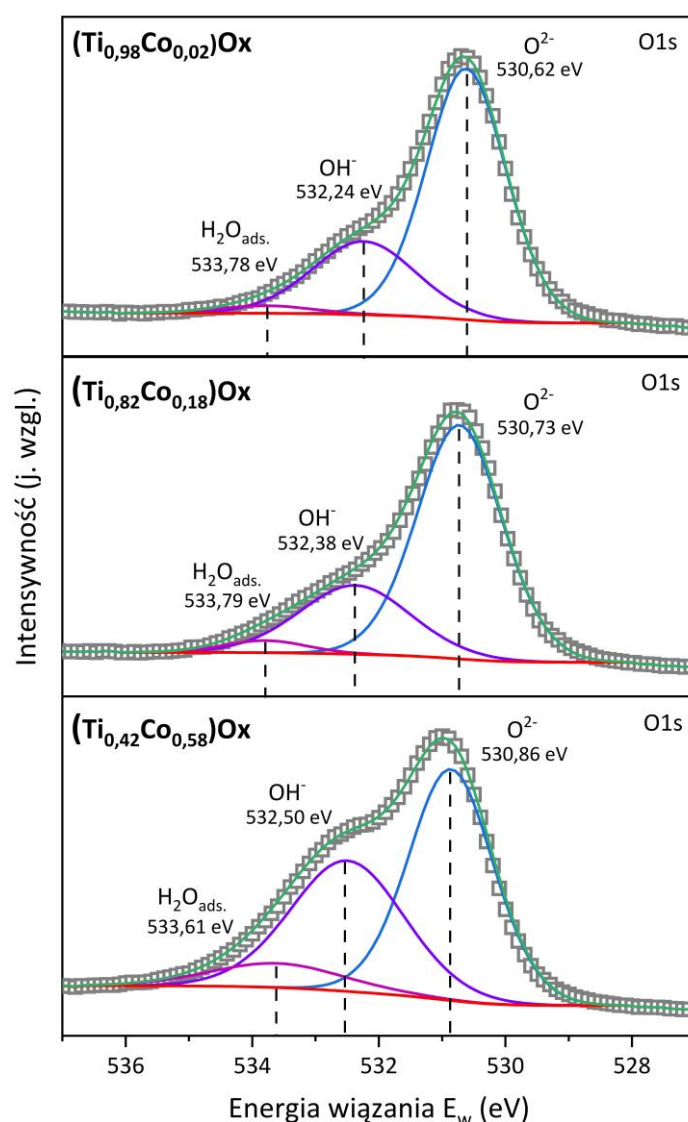 (Ti0,98Co0,02)Ox
O2-
530,62 eV
O1s
OH-
532,24 eV
H2Oads.
533,78 eV
(Ti0,82Co0,18)Ox
O2-
530,73 eV
O1s
OH-
532,38 eV
H2Oads.
533,79 eV
(Ti0,42Co0,58)Ox
O2-
530,86 eV
O1s
OH-
532,50 eV
H2Oads.
533,61 eV
Intensywność (j. wzgl.)
536 534 532 530 528
Energia wiązania Ew (eV)